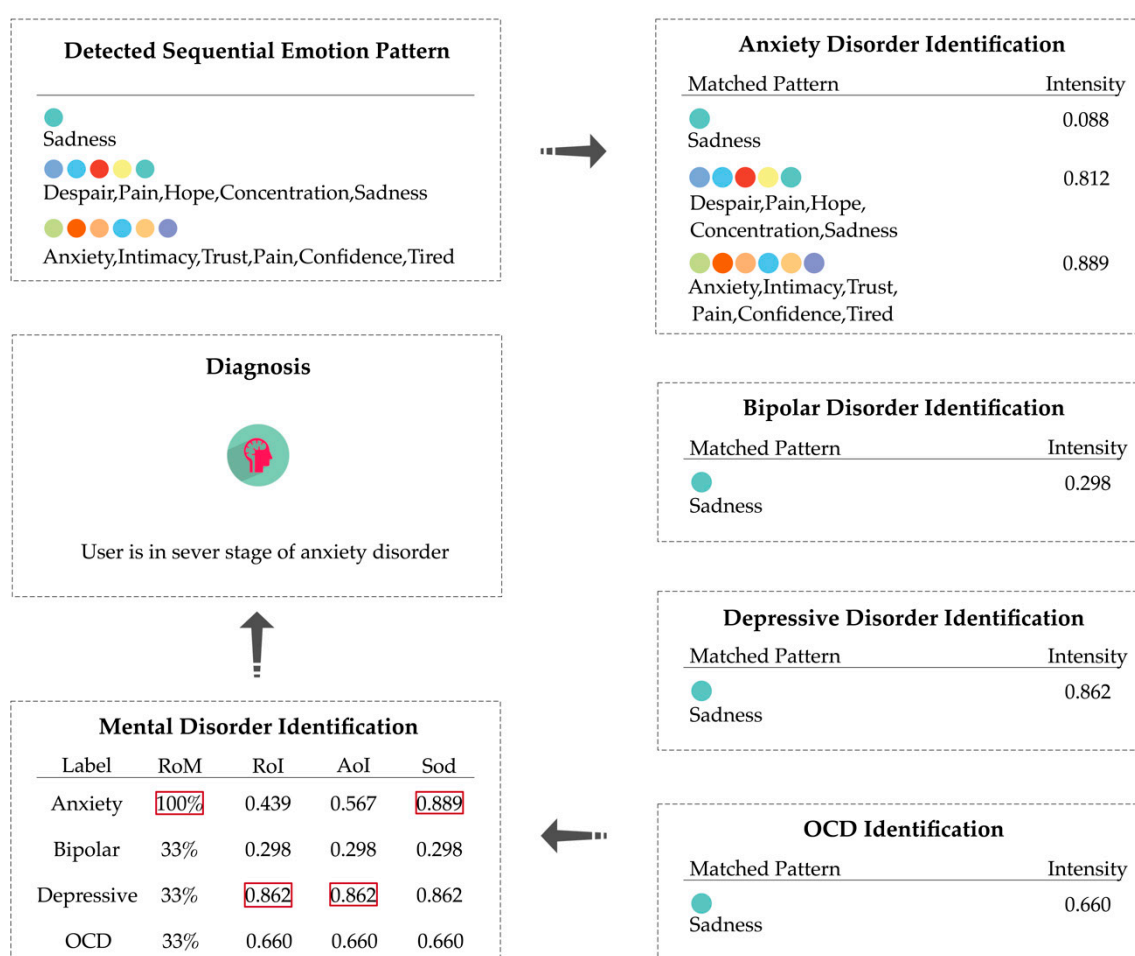 Detected Sequential Emotion Pattern
Sadness
Despair,Pain,Hope,Concentration,Sadness
Anxiety,Intimacy,Trust,Pain,Confidence,Tired
Anxiety Disorder Identification
Matched Pattern Intensity
Sadness 0.088
Despair,Pain,Hope, 0.812
Concentration,Sadness
Anxiety,Intimacy,Trust, 0.889
Pain,Confidence,Tired
Bipolar Disorder Identification
Matched Pattern Intensity
Sadness 0.298
Depressive Disorder Identification
Matched Pattern Intensity
Sadness 0.862
OCD Identification
Matched Pattern Intensity
Sadness 0.660
Mental Disorder Identification
Label RoM RoI AoI Sod
Anxiety 100% 0.439 0.567 0.889
Bipolar 33% 0.298 0.298 0.298
Depressive 33% 0.862 0.862 0.862
OCD 33% 0.660 0.660 0.660
Diagnosis
User is in sever stage of anxiety disorder